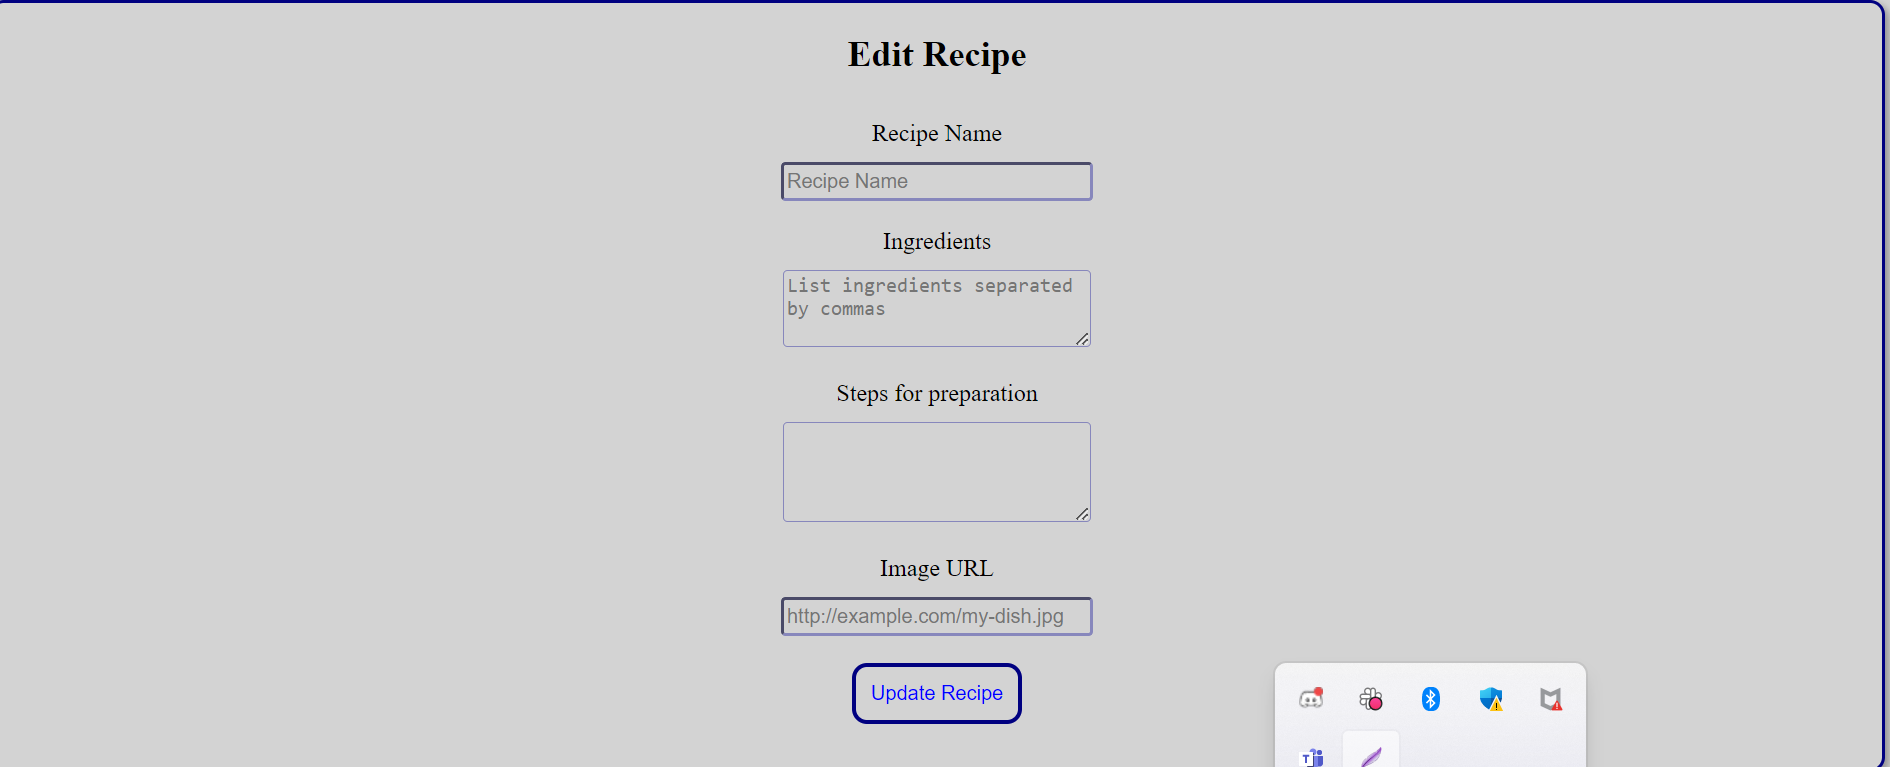 Edit Recipe
Recipe Name
Recipe Name
Ingredients
List ingredients separated
by commas
Steps for preparation
Image URL
http://example.com/my-dish.jpg
Update Recipe